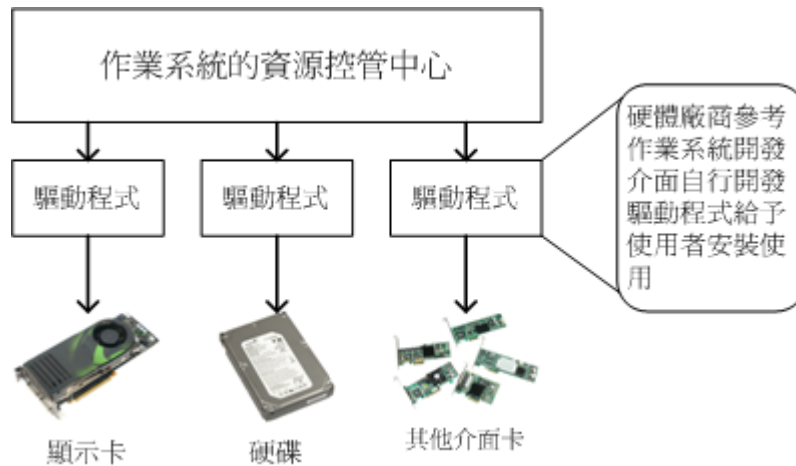 作業系統的資源控管中心
驅動程式
驅動程式
驅動程式
硬體廠商參考
作業系統開發
介面自行開發
驅動程式給予
使用者安裝使
用
顯示卡
硬碟
其他介面卡